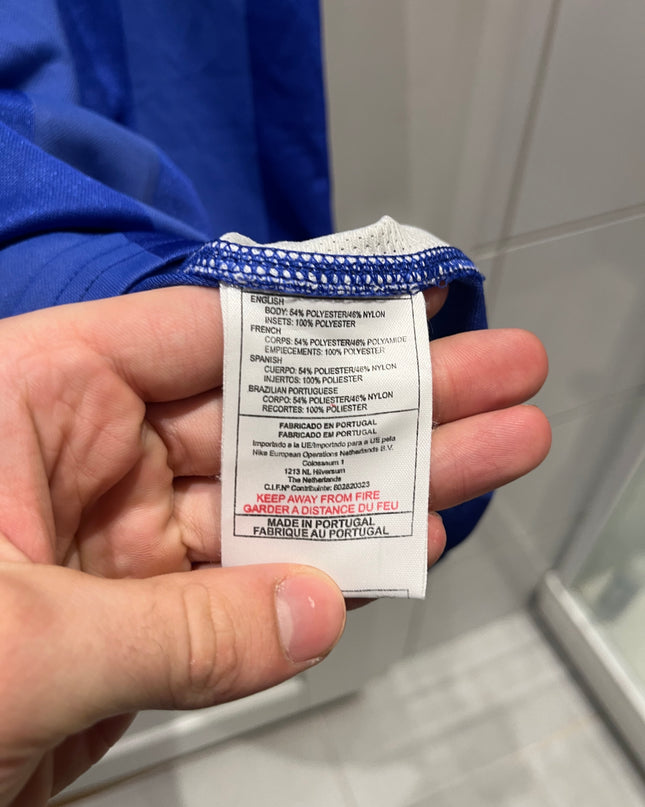 ENGLISH
BODY: 54% POLYESTER/46% NYLON
INSETS: 100% POLYESTER
FRENCH
CORPS: 54% POLYESTER/46% POLYAMIDE
EMPIECEMENTS: 100% POLYESTER
SPANISH
CUERPO: 54% POLIESTER/46% NYLON
INJERTOS: 100% POLIESTER
BRAZILIAN PORTUGUESE
CORPO: 54% POLIESTER/46% NYLON
RECORTES: 100% POLIESTER
FABRICADO EN PORTUGAL
FABRICADO EM PORTUGAL
Importado a la UE/Importado para a UE pela
Nike European Operations Netherlands B.V.
Colosseum 1
1213 NL Hilversum
The Netherlands
C.I.F.Nº Contribuinte: 602820323
KEEP AWAY FROM FIRE
GARDER A DISTANCE DU FEU
MADE IN PORTUGAL
FABRIQUE AU PORTUGAL